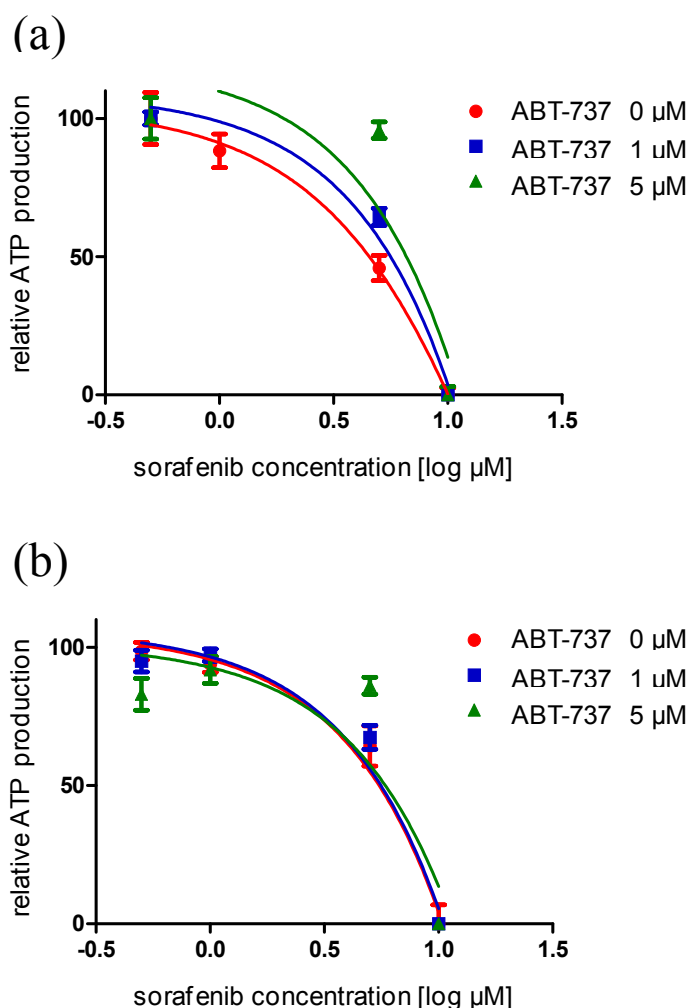 (a)
relative ATP production
100
50
0
-0.5 0.0 0.5 1.0 1.5
sorafenib concentration [log µM]
ABT-737 0 µM
ABT-737 1 uM
ABT-737 5 µM
(b)
relative ATP production
100
50
0
-0.5 0.0 0.5 1.0 1.5
sorafenib concentration [log µM]
ABT-737 0 µM
ABT-737 1 uM
ABT-737 5 µM